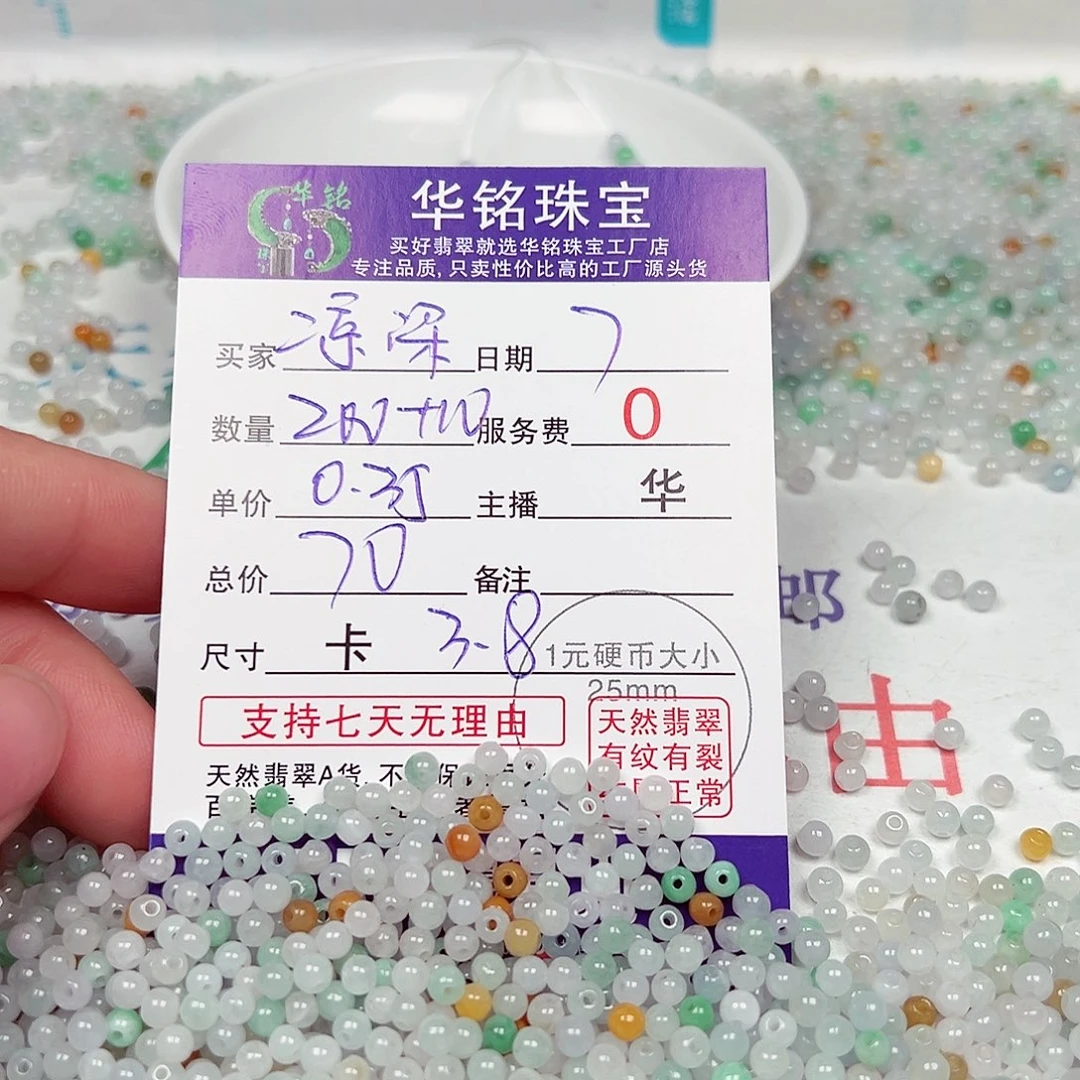 华铭
华铭珠宝
买好翡翠就选华铭珠宝工厂店
专注品质,只卖性价比高的工厂源头货
买家 凉深 日期 7
数量 200+10 服务费 0
单价 0.35 主播 华
总价 70 备注
尺寸 卡 3-8 1元硬币大小
25mm
支持七天无理由
天然翡翠
有纹有裂
正常
天然翡翠A货,不
邮
由